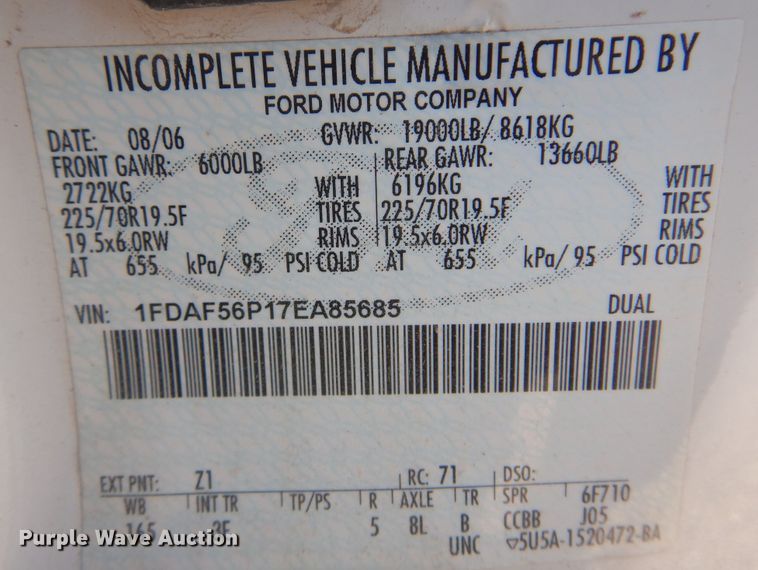 INCOMPLETE VEHICLE MANUFACTURED BY
FORD MOTOR COMPANY
DATE: 08/06 GVWR: 19000LB/ 8618KG
FRONT GAWR: 6000LB REAR GAWR: 13660LB
2722KG WITH 6196KG WITH
225/70R19.5F TIRES 225/70R19.5F TIRES
19.5x6.0RW RIMS 19.5x6.0RW RIMS
AT 655 kPa/ 95 PSI COLD AT 655 kPa/ 95 PSI COLD
VIN: 1FDAF56P17EA85685 DUAL
EXT PNT: Z1 RC: 71 DSO:
WB INT TR TP/PS R AXLE TR SPR 6F710
165 5 8L B CCBB J05
UNC 5U5A-1520472-BA
Purple Wave Auction